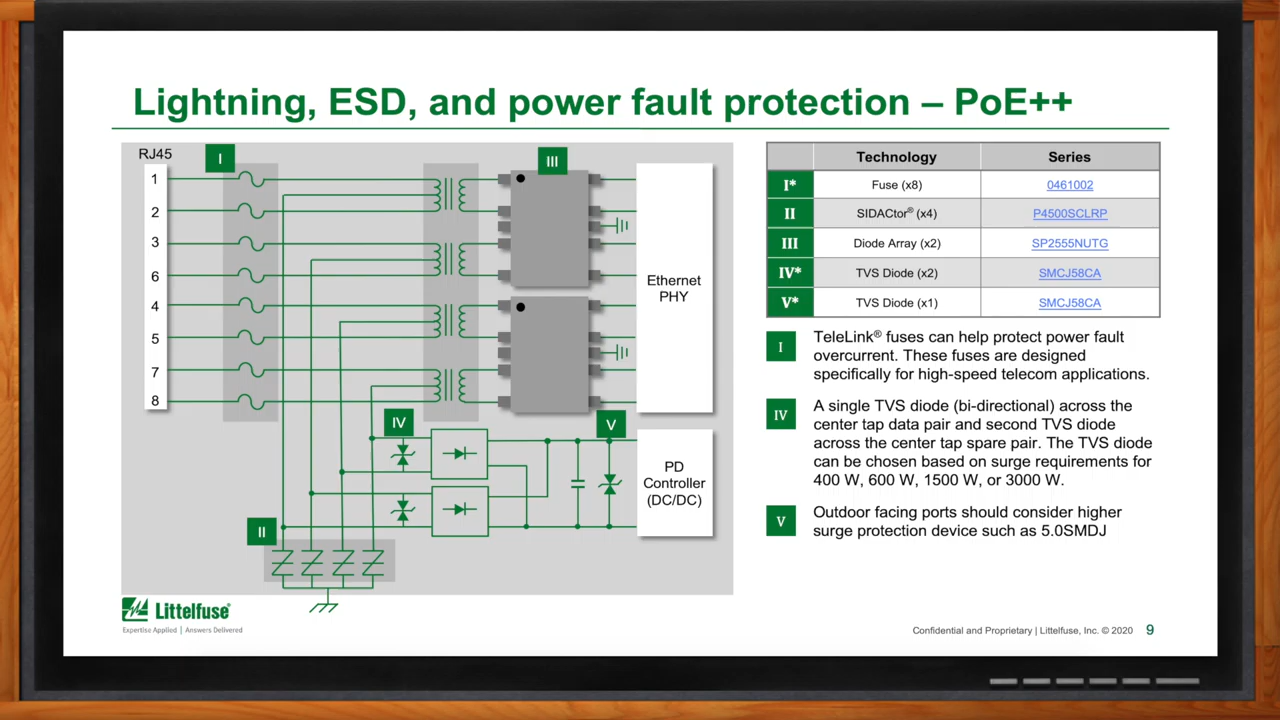 Lightning, ESD, and power fault protection – PoE++
RJ45
I
III
1
2
3
6
4
5
7
8
Ethernet
PHY
IV
V
PD
Controller
(DC/DC)
II
Technology
Series
I*
Fuse (x8)
0461002
II
SIDACtor® (x4)
P4500SCLRP
III
Diode Array (x2)
SP2555NUTG
IV*
TVS Diode (x2)
SMCJ58CA
V*
TVS Diode (x1)
SMCJ58CA
I
TeleLink® fuses can help protect power fault
overcurrent. These fuses are designed
specifically for high-speed telecom applications.
IV
A single TVS diode (bi-directional) across the
center tap data pair and second TVS diode
across the center tap spare pair. The TVS diode
can be chosen based on surge requirements for
400 W, 600 W, 1500 W, or 3000 W.
V
Outdoor facing ports should consider higher
surge protection device such as 5.0SMDJ
Littelfuse®
Expertise Applied | Answers Delivered
Confidential and Proprietary | Littelfuse, Inc. © 2020
9